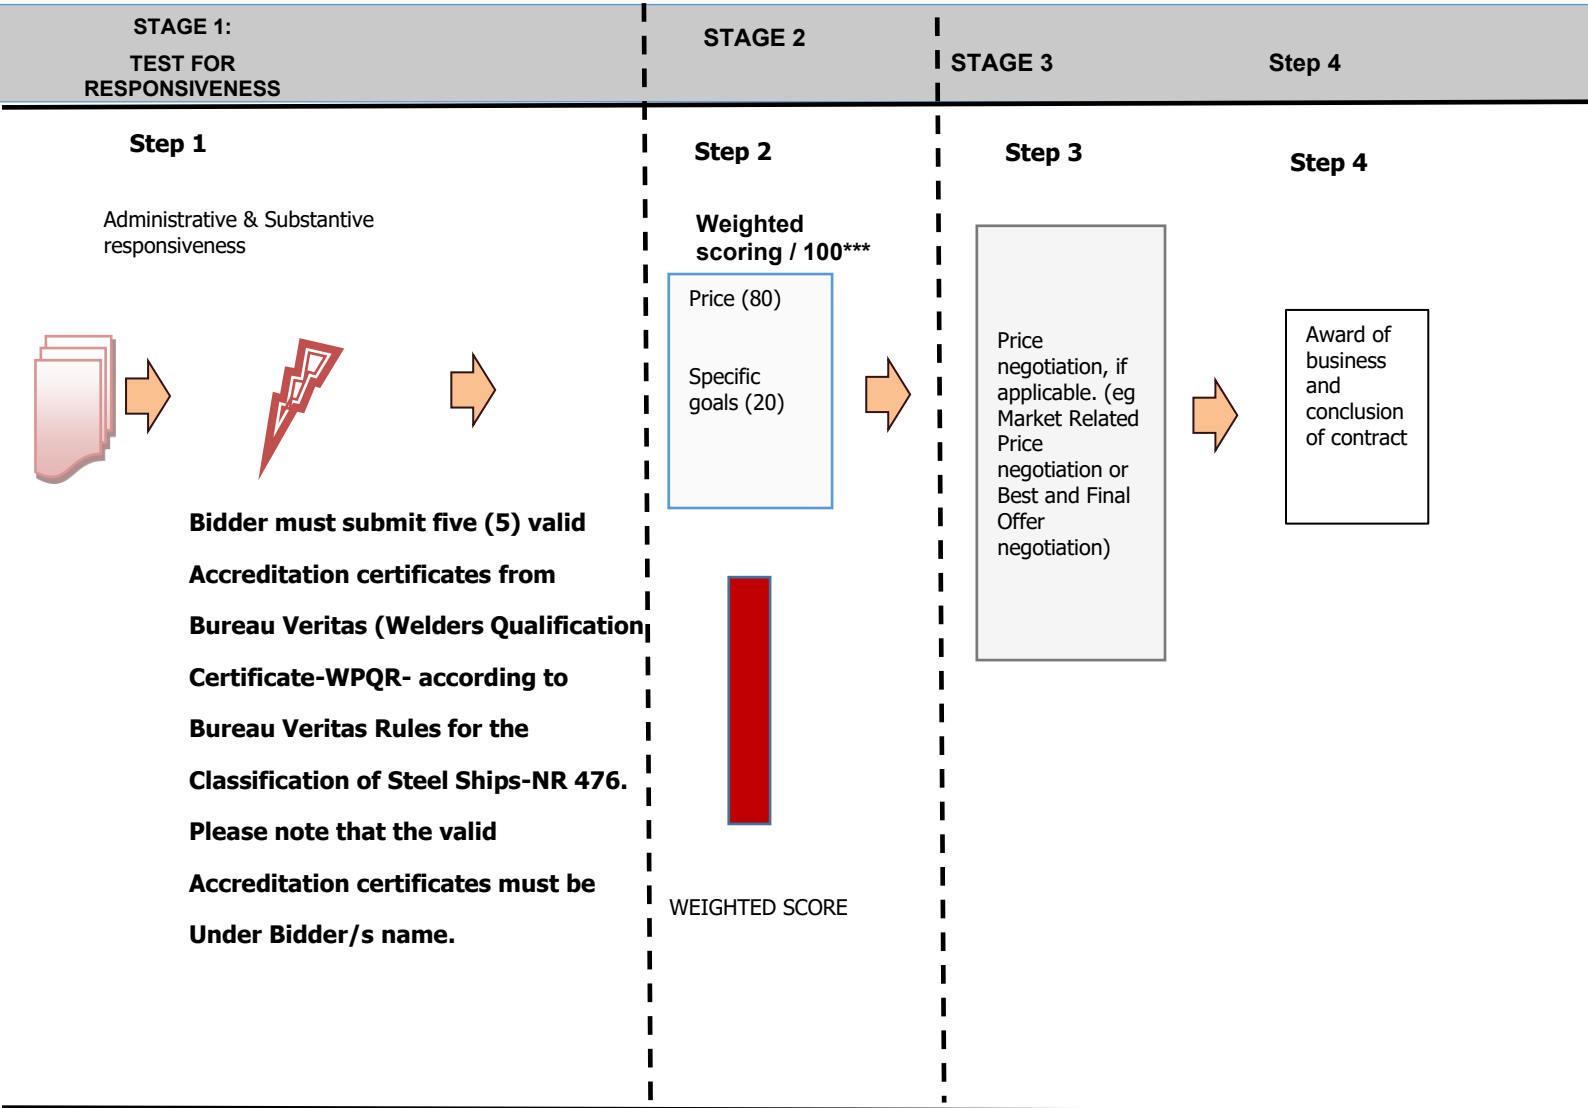 STAGE 1:
TEST FOR
RESPONSIVENESS
STAGE 2
STAGE 3
Step 4
Step 1
Administrative & Substantive
responsiveness
Bidder must submit five (5) valid
Accreditation certificates from
Bureau Veritas (Welders Qualification
Certificate-WPQR- according to
Bureau Veritas Rules for the
Classification of Steel Ships-NR 476.
Please note that the valid
Accreditation certificates must be
Under Bidder/s name.
Step 2
Weighted
scoring / 100***
Price (80)
Specific
goals (20)
WEIGHTED SCORE
Step 3
Price
negotiation, if
applicable. (eg
Market Related
Price
negotiation or
Best and Final
Offer
negotiation)
Step 4
Award of
business
and
conclusion
of contract